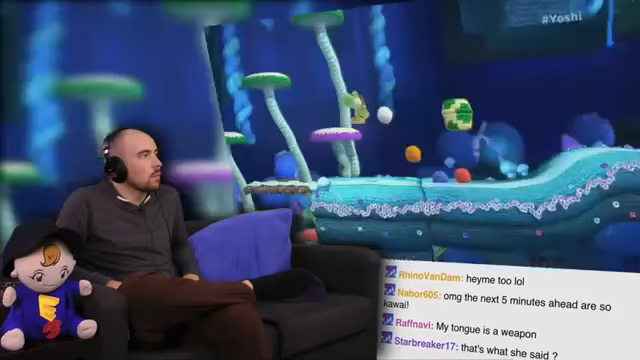 #Yoshi
E3
RhinoVanDam: heyme too lol
Nabor605: omg the next 5 minutes ahead are so
kawai!
Raffnavi: My tongue is a weapon
Starbreaker17: that's what she said ?